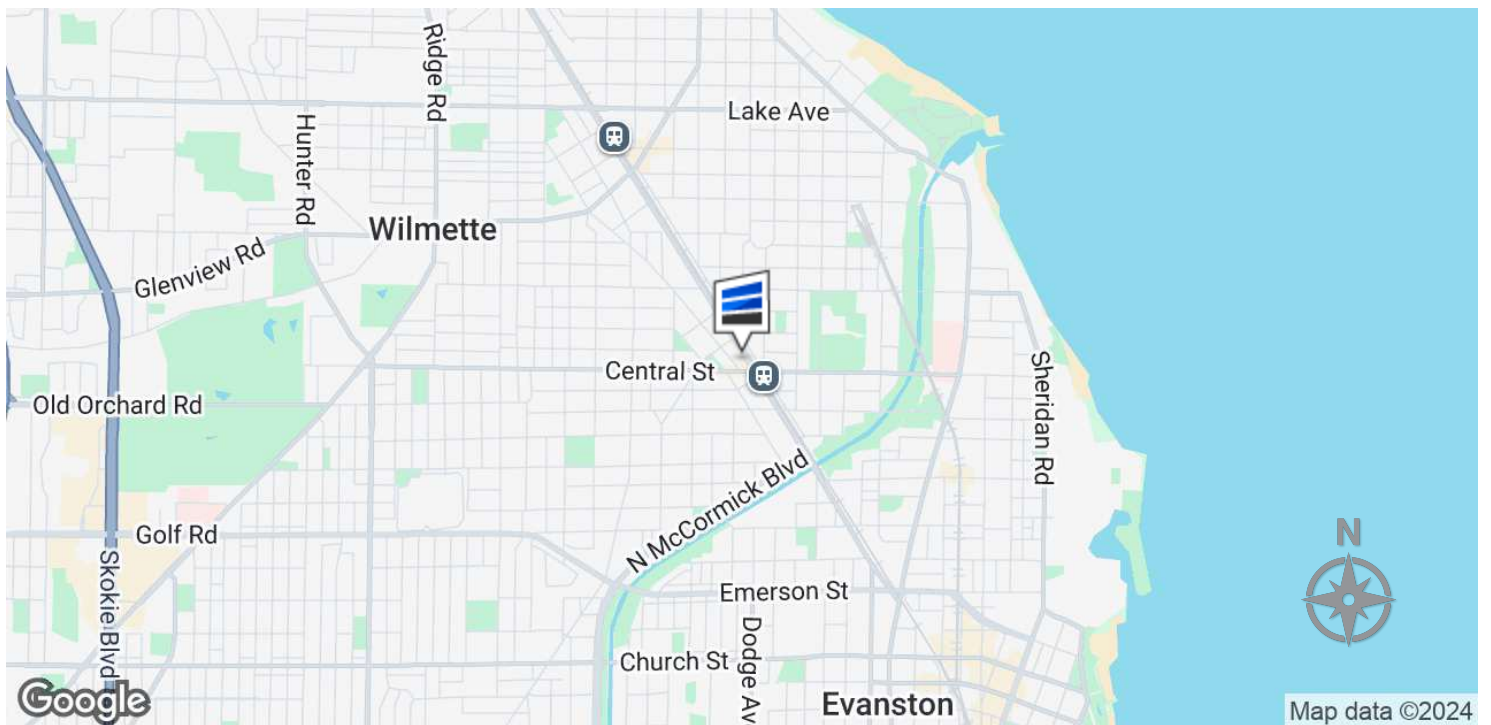 Ridge Rd
Lake Ave
Hunter Rd
Wilmette
Glenview Rd
Central St
Sheridan Rd
Old Orchard Rd
N McCormick Blvd
Golf Rd
N
Skokie Blvd
Emerson St
Dodge Av
Church St
Evanston
Google
Map data ©2024